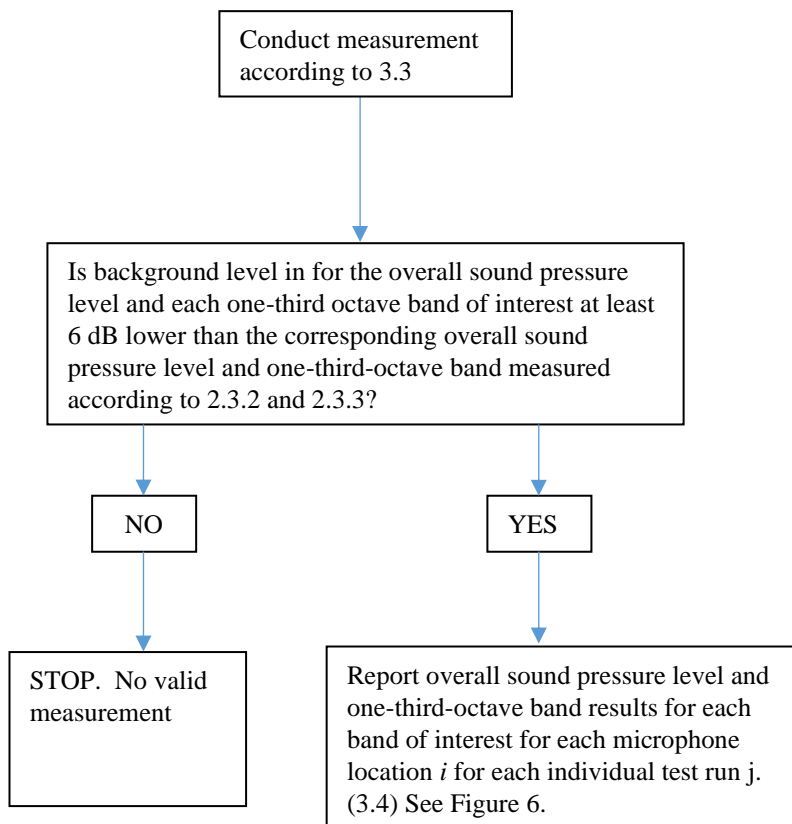 Conduct measurement
according to 3.3
Is background level in for the overall sound pressure
level and each one-third octave band of interest at least
6 dB lower than the corresponding overall sound
pressure level and one-third-octave band measured
according to 2.3.2 and 2.3.3?
NO
YES
STOP.  No valid
measurement
Report overall sound pressure level and
one-third-octave band results for each
band of interest for each microphone
location i for each individual test run j.
(3.4) See Figure 6.